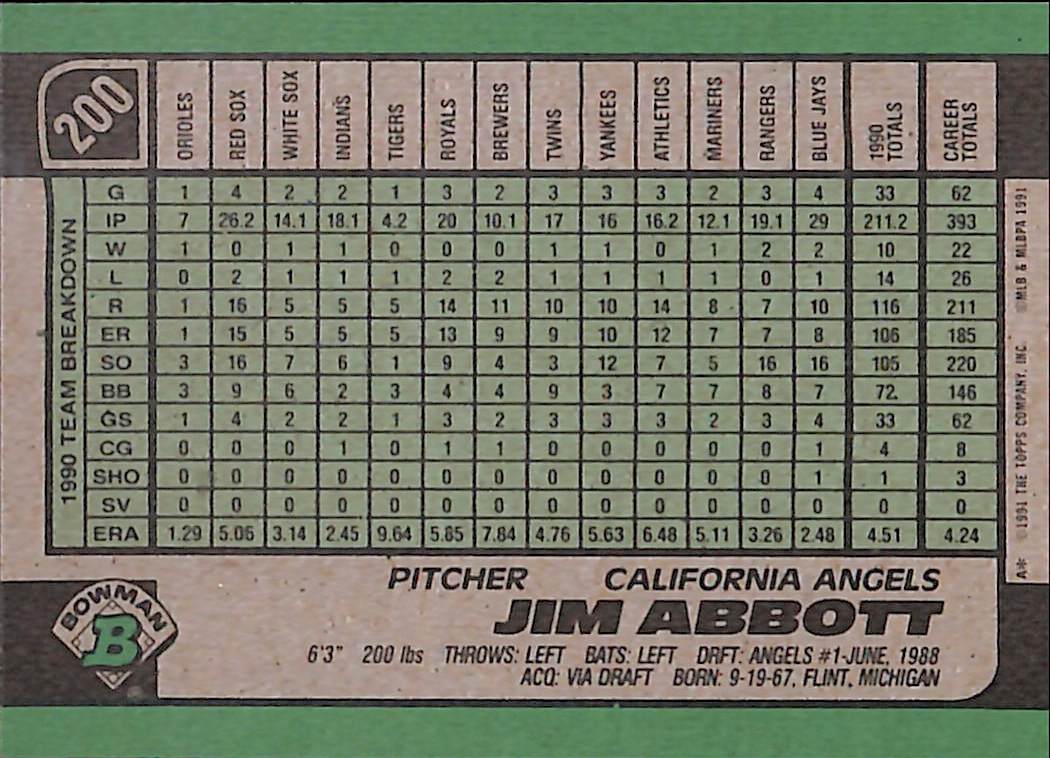 200
ORIOLES RED SOX WHITE SOX INDIANS TIGERS ROYALS BREWERS TWINS YANKEES ATHLETICS MARINERS RANGERS BLUE JAYS 1990 TOTALS CAREER TOTALS
1990 TEAM BREAKDOWN
G 1 4 2 2 1 3 2 3 3 3 2 3 4 33 62
IP 7 26.2 14.1 18.1 4.2 20 10.1 17 16 16.2 12.1 19.1 29 211.2 393
W 1 0 1 1 0 0 0 1 1 0 1 2 2 10 22
L 0 2 1 1 1 2 2 1 1 1 1 0 1 14 26
R 1 16 5 5 5 14 11 10 10 14 8 7 10 116 211
ER 1 15 5 5 5 13 9 9 10 12 7 7 8 106 185
SO 3 16 7 6 1 9 4 3 12 7 5 16 16 105 220
BB 3 9 6 2 3 4 4 9 3 7 7 8 7 72 146
GS 1 4 2 2 1 3 2 3 3 3 2 3 4 33 62
CG 0 0 0 1 0 1 1 0 0 0 0 0 1 4 8
SHO 0 0 0 0 0 0 0 0 0 0 0 0 1 1 3
SV 0 0 0 0 0 0 0 0 0 0 0 0 0 0 0
ERA 1.29 5.06 3.14 2.45 9.64 5.85 7.84 4.76 5.63 6.48 5.11 3.26 2.48 4.51 4.24
A* ©1991 THE TOPPS COMPANY, INC. ©MLB & MLBPA 1991
BOWMAN
B
PITCHER CALIFORNIA ANGELS
JIM ABBOTT
6'3" 200 lbs THROWS: LEFT BATS: LEFT DRFT: ANGELS #1-JUNE, 1988
ACQ: VIA DRAFT BORN: 9-19-67, FLINT, MICHIGAN